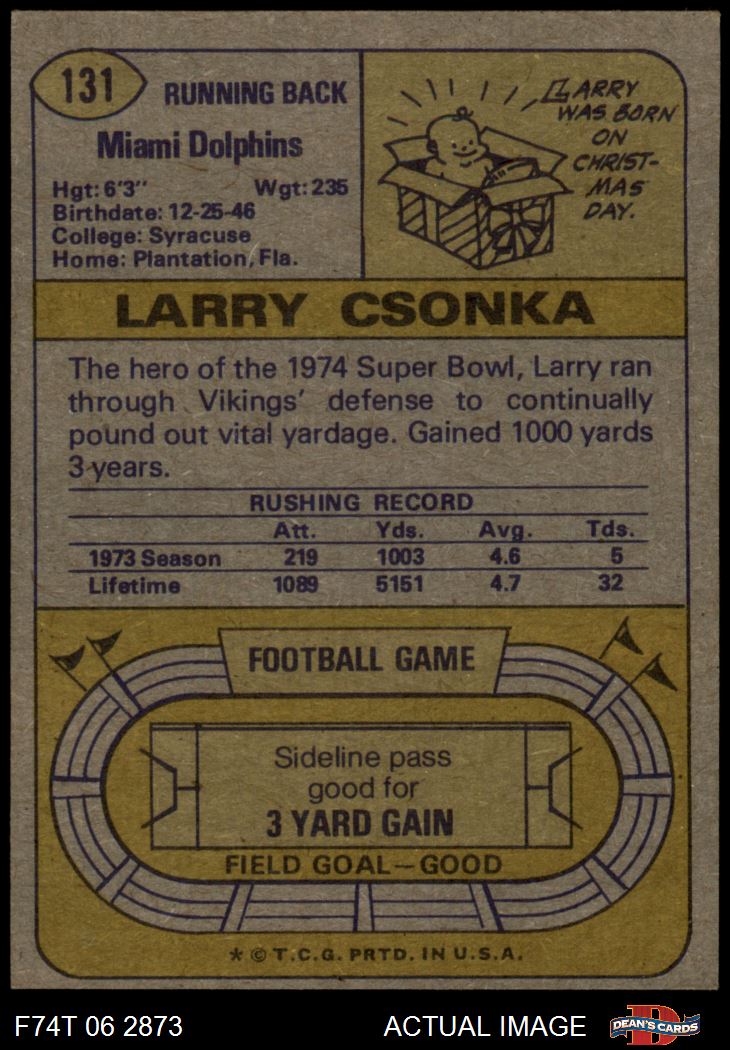 131
RUNNING BACK
Miami Dolphins
Hgt: 6'3" Wgt: 235
Birthdate: 12-25-46
College: Syracuse
Home: Plantation, Fla.
LARRY
WAS BORN
ON
CHRIST-
MAS
DAY.
LARRY CSONKA
The hero of the 1974 Super Bowl, Larry ran
through Vikings' defense to continually
pound out vital yardage. Gained 1000 yards
3 years.
RUSHING RECORD
Att. Yds. Avg. Tds.
1973 Season 219 1003 4.6 5
Lifetime 1089 5151 4.7 32
FOOTBALL GAME
Sideline pass
good for
3 YARD GAIN
FIELD GOAL—GOOD
* © T.C.G. PRTD. IN U.S.A.
F74T 06 2873 ACTUAL IMAGE
DEAN'S CARDS